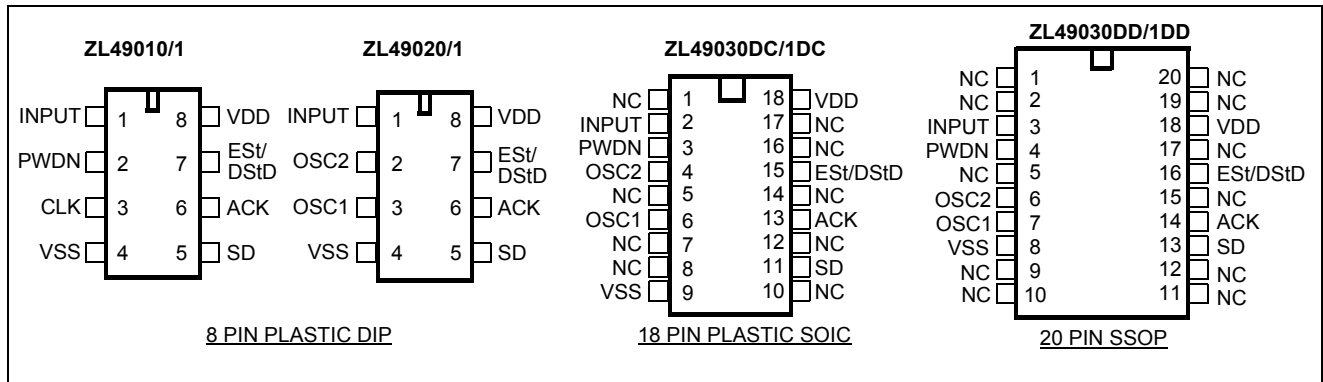 ZL49010/1
INPUT 1 8 VDD
PWDN 2 7 ESt/
DStD
CLK 3 6 ACK
VSS 4 5 SD
ZL49020/1
INPUT 1 8 VDD
OSC2 2 7 ESt/
DStD
OSC1 3 6 ACK
VSS 4 5 SD
8 PIN PLASTIC DIP
ZL49030DC/1DC
NC 1 18 VDD
INPUT 2 17 NC
PWDN 3 16 NC
OSC2 4 15 ESt/DStD
NC 5 14 NC
OSC1 6 13 ACK
NC 7 12 NC
NC 8 11 SD
VSS 9 10 NC
18 PIN PLASTIC SOIC
ZL49030DD/1DD
NC 1 20 NC
NC 2 19 NC
INPUT 3 18 VDD
PWDN 4 17 NC
NC 5 16 ESt/DStD
OSC2 6 15 NC
OSC1 7 14 ACK
VSS 8 13 SD
NC 9 12 NC
NC 10 11 NC
20 PIN SSOP